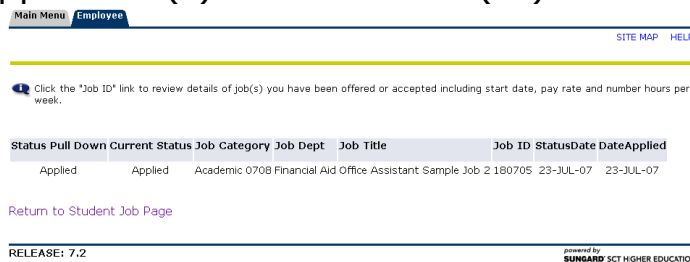 Main Menu Employee
SITE MAP HELP
Click the "Job ID" link to review details of job(s) you have been offered or accepted including start date, pay rate and number hours per
week.
Status Pull Down Current Status Job Category Job Dept Job Title Job ID StatusDate DateApplied
Applied Applied Academic 0708 Financial Aid Office Assistant Sample Job 2 180705 23-JUL-07 23-JUL-07
Return to Student Job Page
RELEASE: 7.2
powered by
SUNGARD' SCT HIGHER EDUCATIO